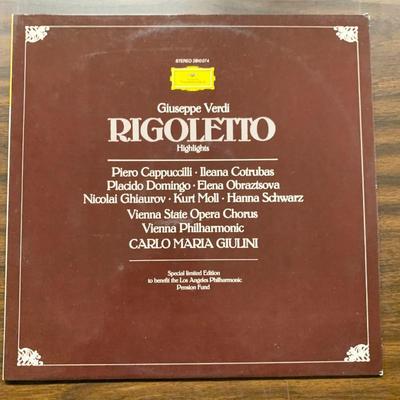 STEREO 2810 074
Giuseppe Verdi
RIGOLETTO
Highlights
Piero Cappuccilli · Ileana Cotrubas
Placido Domingo · Elena Obraztsova
Nicolai Ghiaurov · Kurt Moll · Hanna Schwarz
Vienna State Opera Chorus
Vienna Philharmonic
CARLO MARIA GIULINI
Special limited Edition
to benefit the Los Angeles Philharmonic
Pension Fund